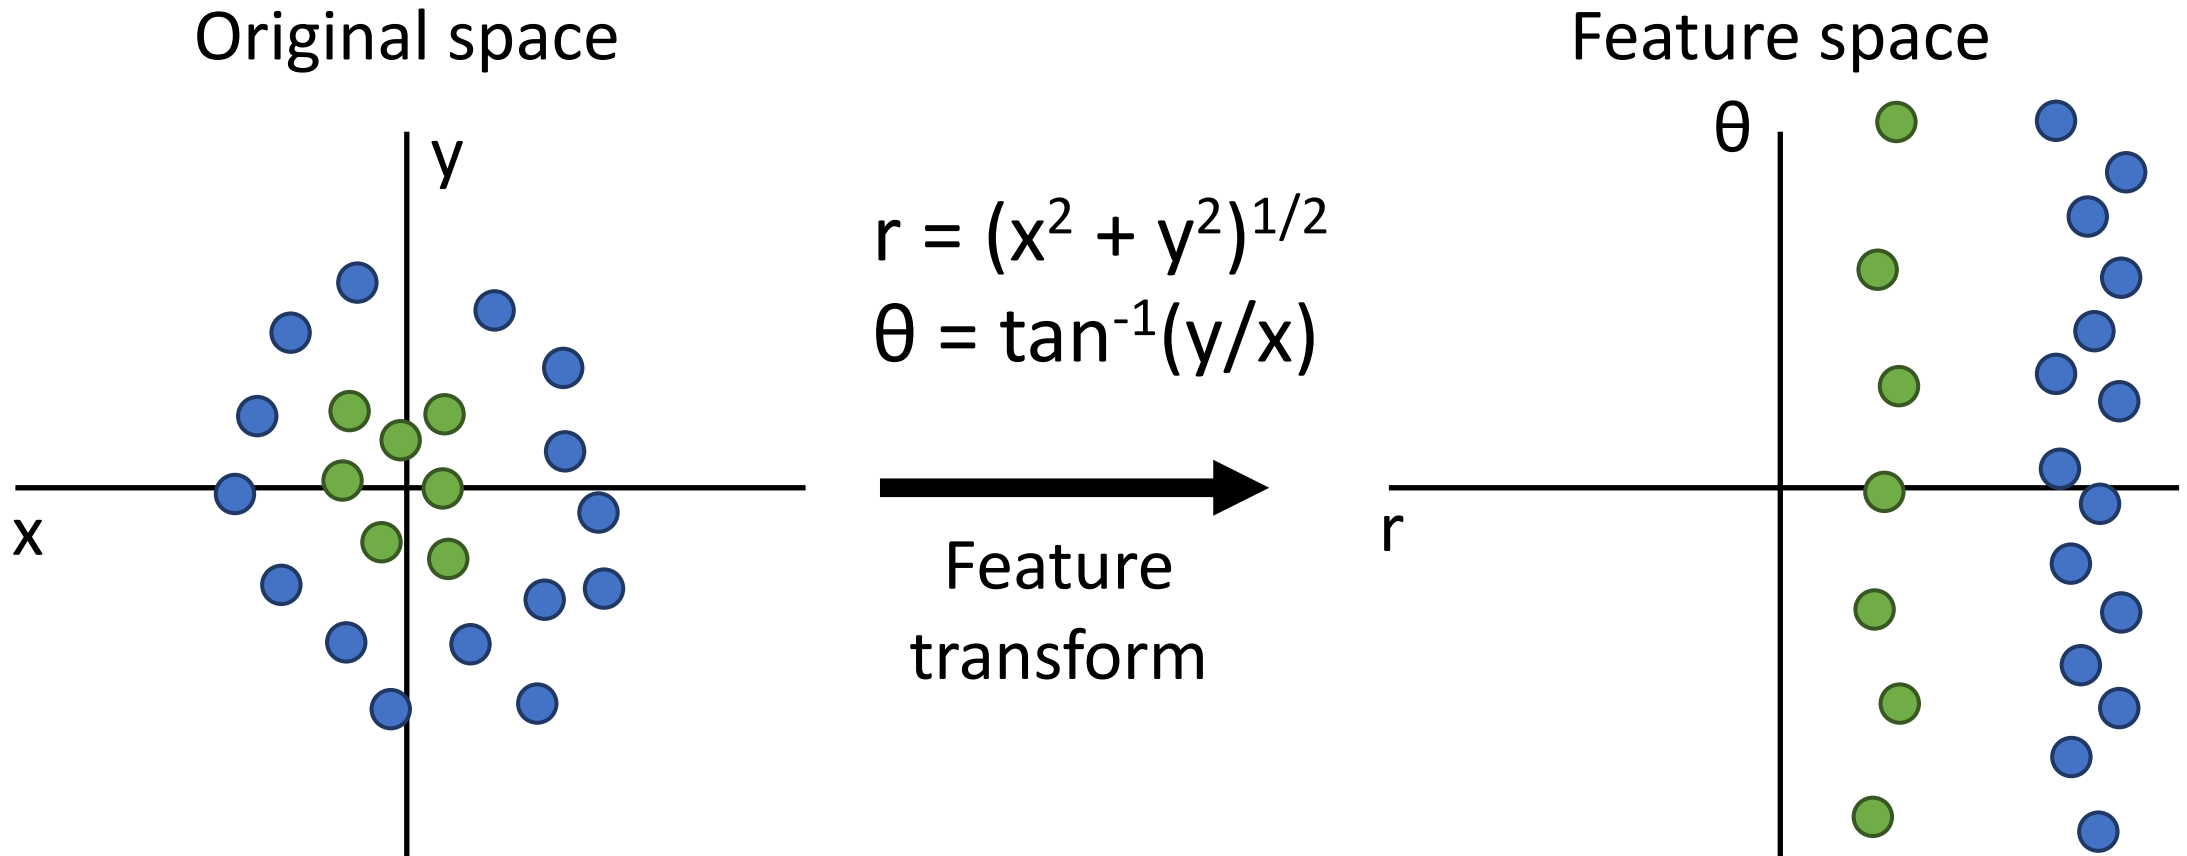 Original space
y
x
r = (x² + y²)¹/²
θ = tan⁻¹(y/x)
Feature
transform
Feature space
θ
r